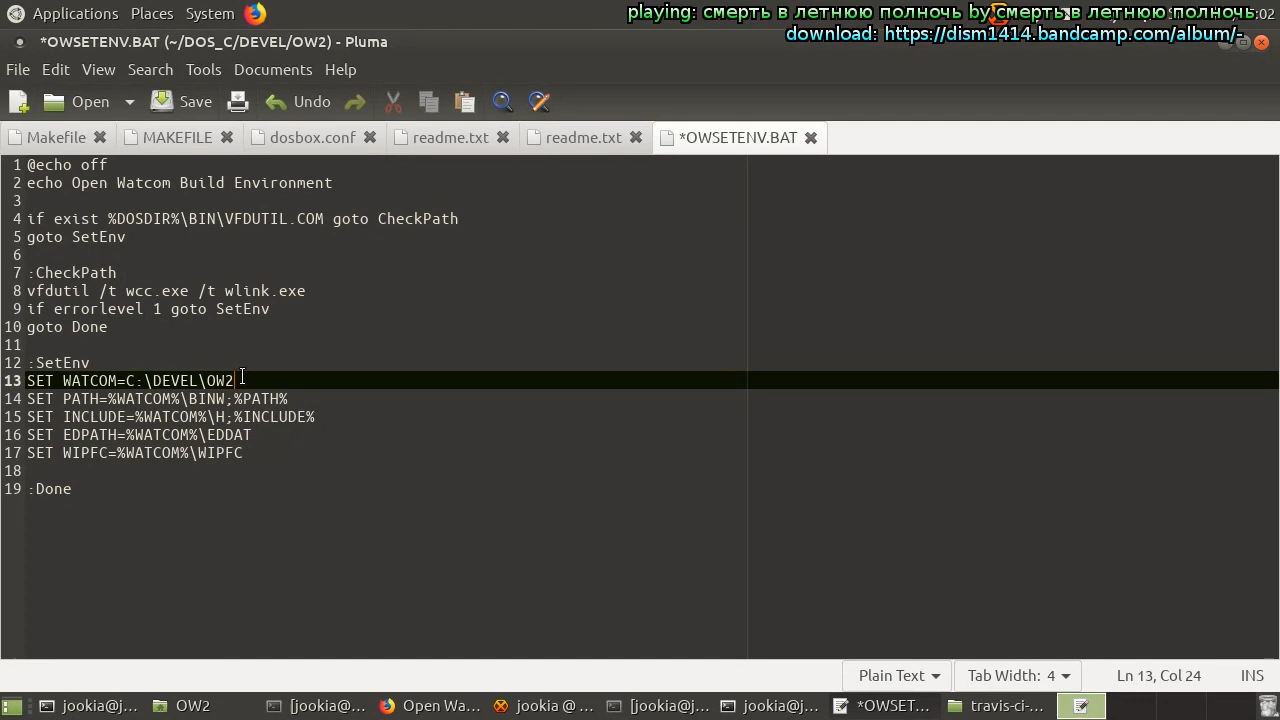 Applications Places System
playing: смерть в летнюю полночь by смерть в летнюю полночь
download: https://dism1414.bandcamp.com/album/-
*OWSETENV.BAT (~/DOS_C/DEVEL/OW2) - Pluma
File Edit View Search Tools Documents Help
Open Save Undo
Makefile MAKEFILE dosbox.conf readme.txt readme.txt *OWSETENV.BAT
1 @echo off
2 echo Open Watcom Build Environment
3
4 if exist %DOSDIR%\BIN\VFDUTIL.COM goto CheckPath
5 goto SetEnv
6
7 :CheckPath
8 vfdutil /t wcc.exe /t wlink.exe
9 if errorlevel 1 goto SetEnv
10 goto Done
11
12 :SetEnv
13 SET WATCOM=C:\DEVEL\OW2
14 SET PATH=%WATCOM%\BINW;%PATH%
15 SET INCLUDE=%WATCOM%\H;%INCLUDE%
16 SET EDPATH=%WATCOM%\EDDAT
17 SET WIPFC=%WATCOM%\WIPFC
18
19 :Done
Plain Text Tab Width: 4 Ln 13, Col 24 INS
jookia@j... OW2 [jookia@... Open Wa... jookia @ ... [jookia@j... jookia@j... *OWSET... travis-ci-...